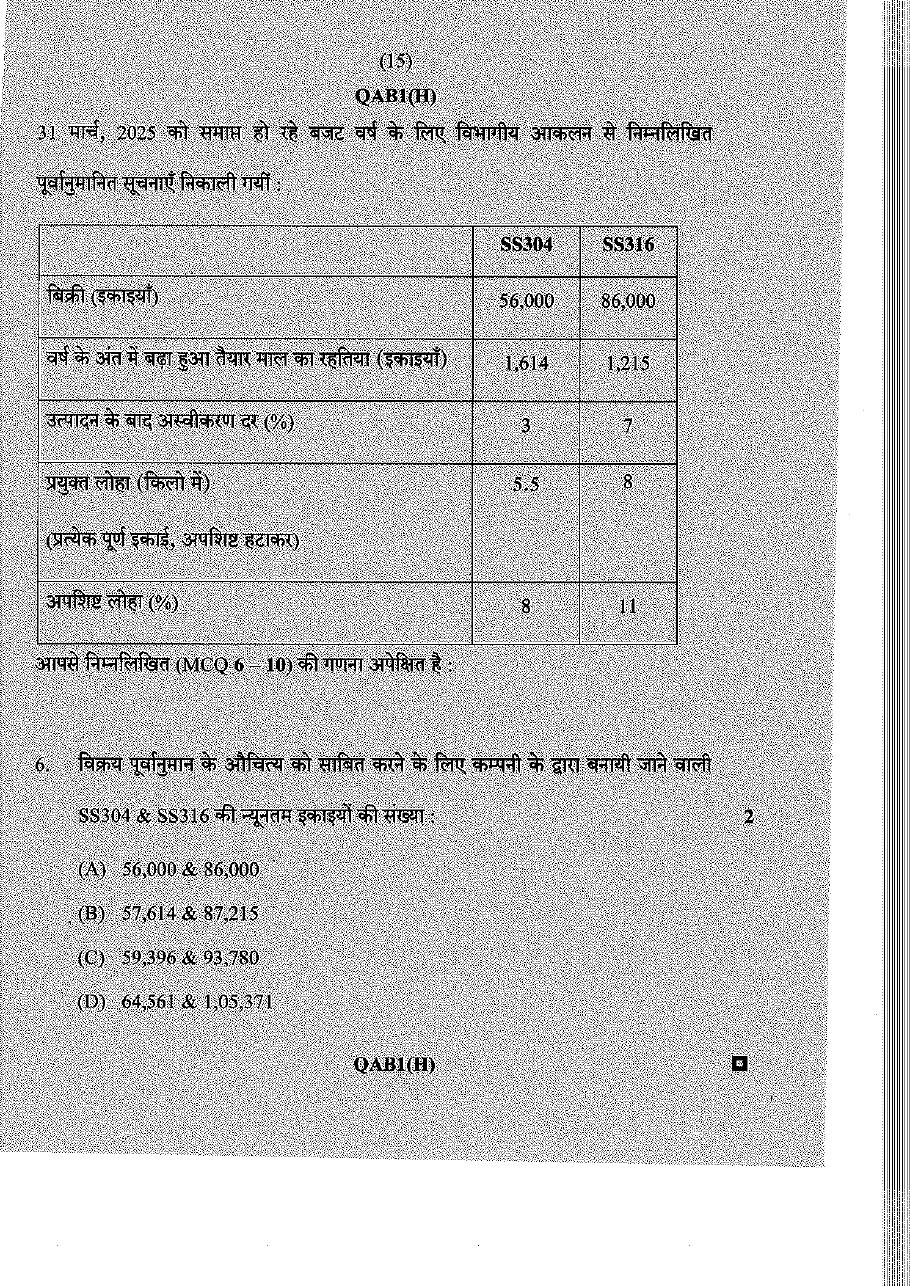 (15)
QAB1(H)
31 मार्च, 2025 को समाप्त हो रहे बजट वर्ष के लिए विभागीय आकलन से निम्नलिखित
पूर्वानुमानित सूचनाएँ निकाली गयीं :
SS304 SS316
बिक्री (इकाइयाँ) 56,000 86,000
वर्ष के अंत में बढ़ा हुआ तैयार माल का रहतिया (इकाइयाँ) 1,614 1,215
उत्पादन के बाद अस्वीकरण दर (%) 3 7
प्रयुक्त लोहा (किलो में) 5.5 8
(प्रत्येक पूर्ण इकाई, अपशिष्ट हटाकर)
अपशिष्ट लोहा (%) 8 11
आपसे निम्नलिखित (MCQ 6 – 10) की गणना अपेक्षित है :
6. विक्रय पूर्वानुमान के औचित्य को साबित करने के लिए कम्पनी के द्वारा बनायी जाने वाली
SS304 & SS316 की न्यूनतम इकाइयों की संख्या : 2
(A) 56,000 & 86,000
(B) 57,614 & 87,215
(C) 59,396 & 93,780
(D) 64,561 & 1,05,371
QAB1(H)